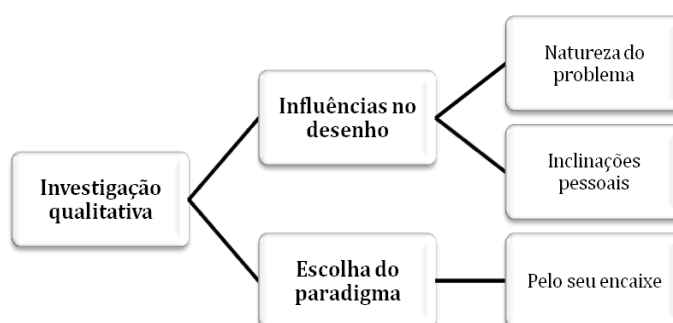 Investigação
qualitativa
Influências no
desenho
Natureza do
problema
Inclinações
pessoais
Escolha do
paradigma
Pelo seu encaixe